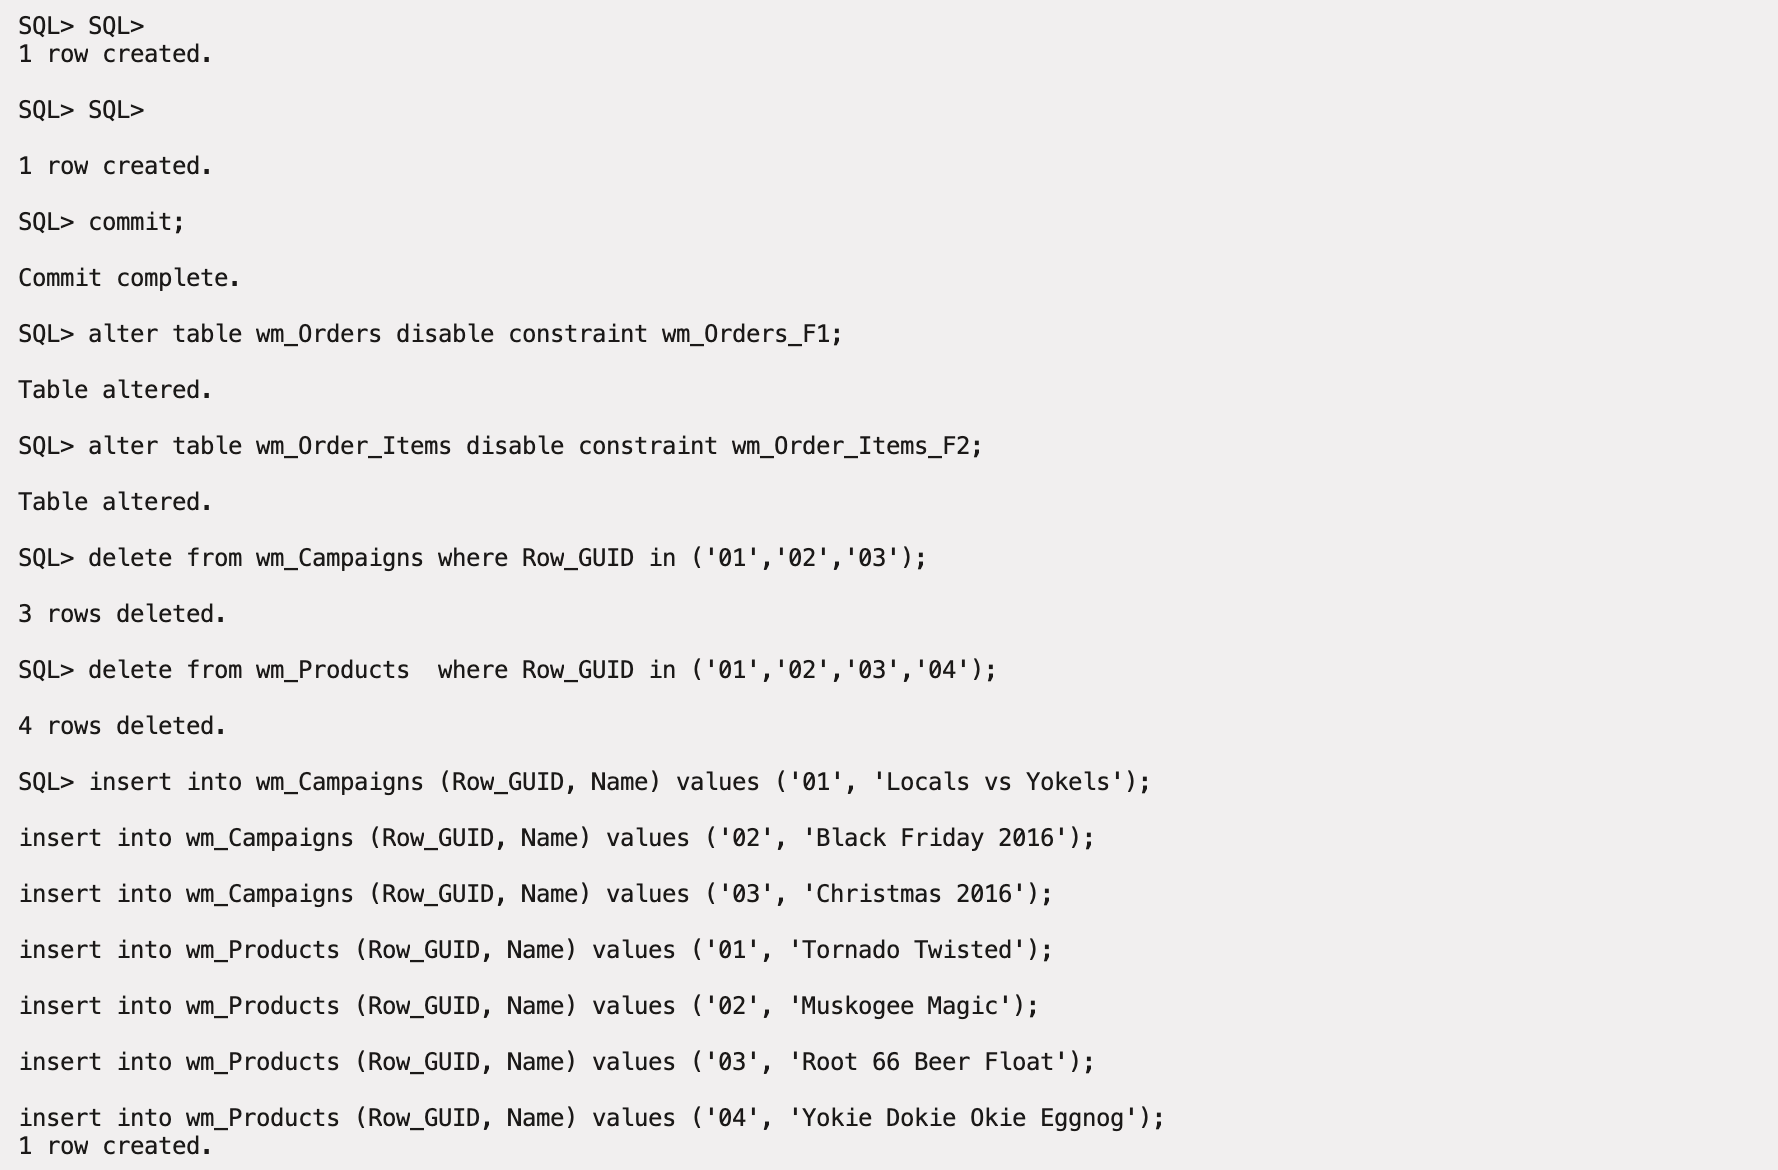 SQL> SQL>
1 row created.
SQL> SQL>
1 row created.
SQL> commit;
Commit complete.
SQL> alter table wm_Orders disable constraint wm_Orders_F1;
Table altered.
SQL> alter table wm_Order_Items disable constraint wm_Order_Items_F2;
Table altered.
SQL> delete from wm_Campaigns where Row_GUID in ('01','02','03');
3 rows deleted.
SQL> delete from wm_Products  where Row_GUID in ('01','02','03','04');
4 rows deleted.
SQL> insert into wm_Campaigns (Row_GUID, Name) values ('01', 'Locals vs Yokels');
insert into wm_Campaigns (Row_GUID, Name) values ('02', 'Black Friday 2016');
insert into wm_Campaigns (Row_GUID, Name) values ('03', 'Christmas 2016');
insert into wm_Products (Row_GUID, Name) values ('01', 'Tornado Twisted');
insert into wm_Products (Row_GUID, Name) values ('02', 'Muskogee Magic');
insert into wm_Products (Row_GUID, Name) values ('03', 'Root 66 Beer Float');
insert into wm_Products (Row_GUID, Name) values ('04', 'Yokie Dokie Okie Eggnog');
1 row created.